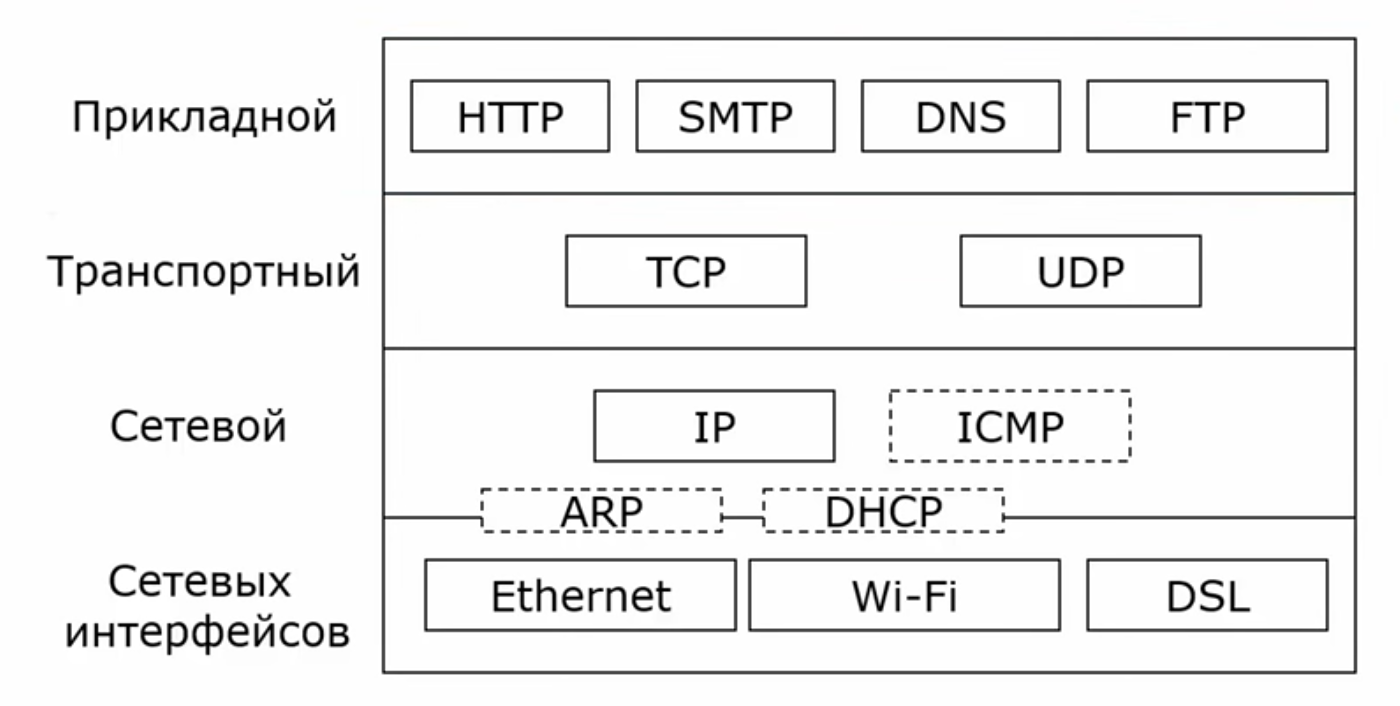 Прикладной
HTTP
SMTP
DNS
FTP
Транспортный
TCP
UDP
Сетевой
IP
ICMP
ARP
DHCP
Сетевых
интерфейсов
Ethernet
Wi-Fi
DSL